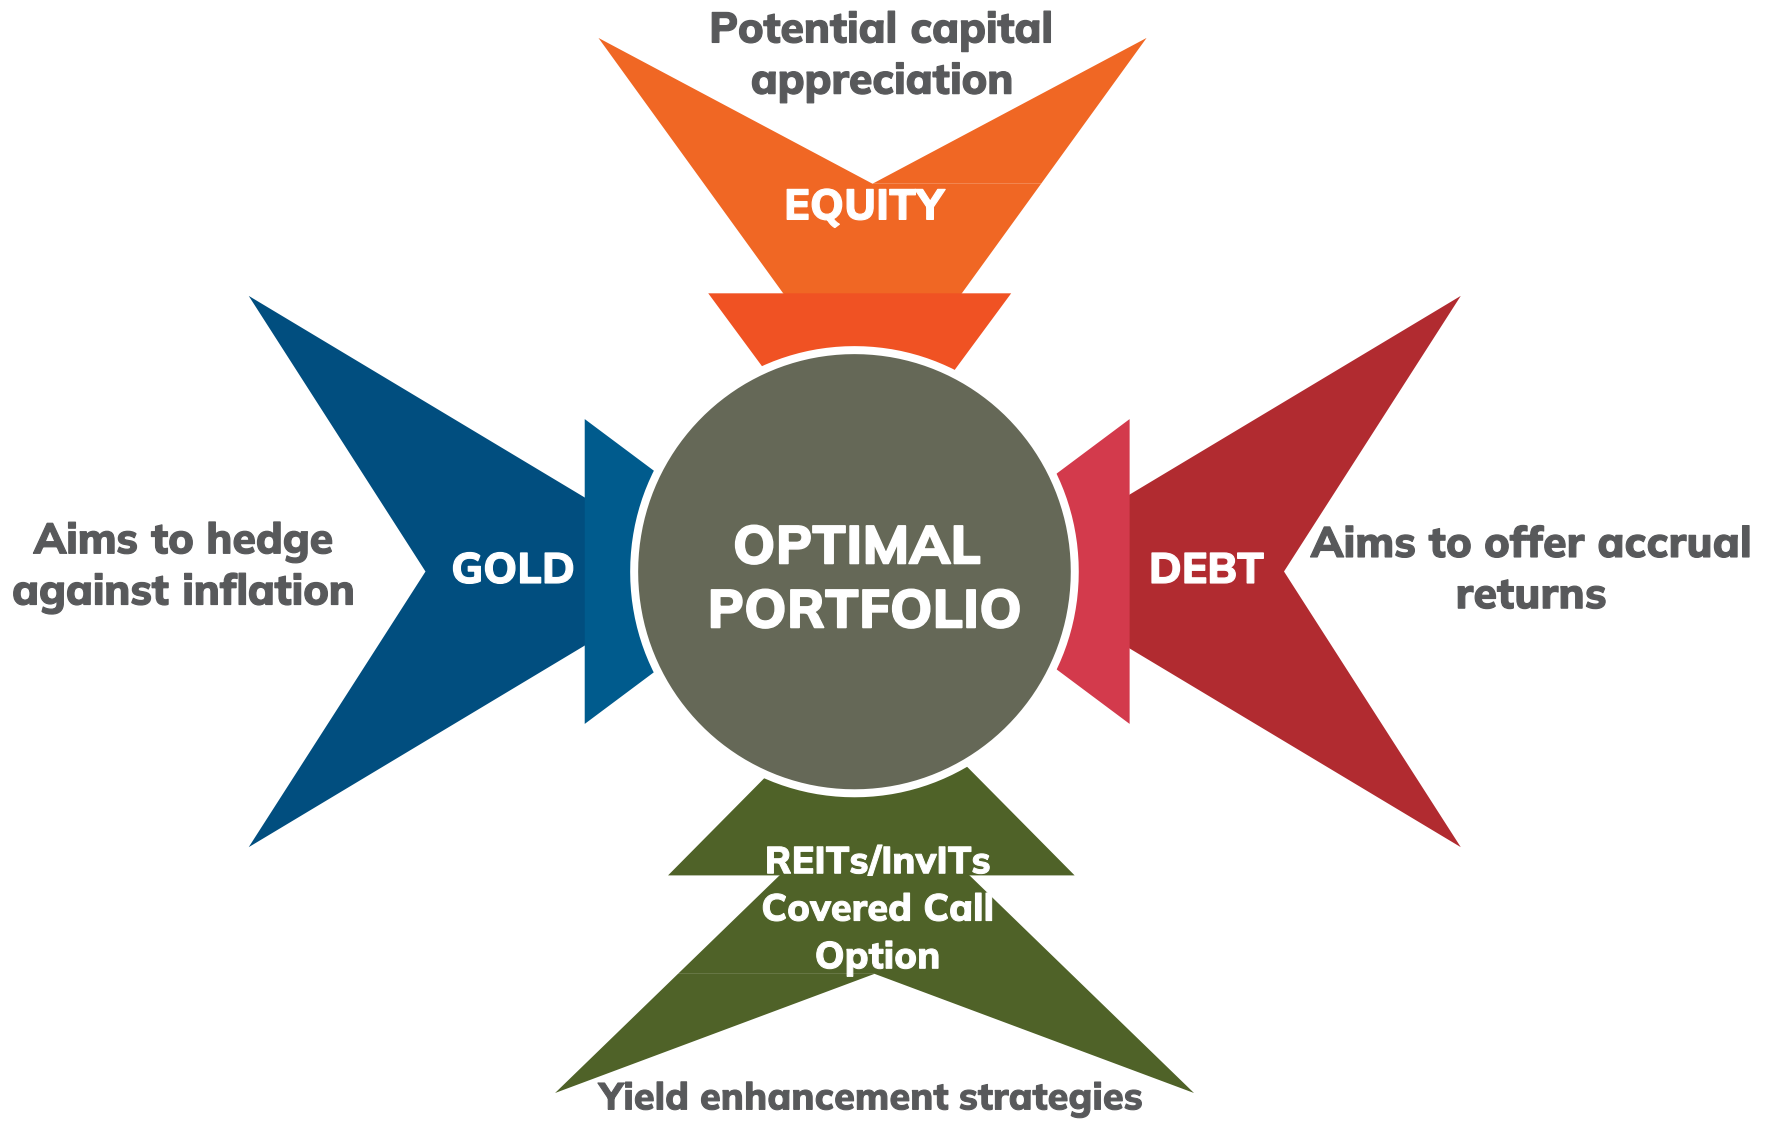 Potential capital
appreciation
EQUITY
Aims to hedge
against inflation
GOLD
OPTIMAL
PORTFOLIO
DEBT
Aims to offer accrual
returns
REITs/InvITs
Covered Call
Option
Yield enhancement strategies